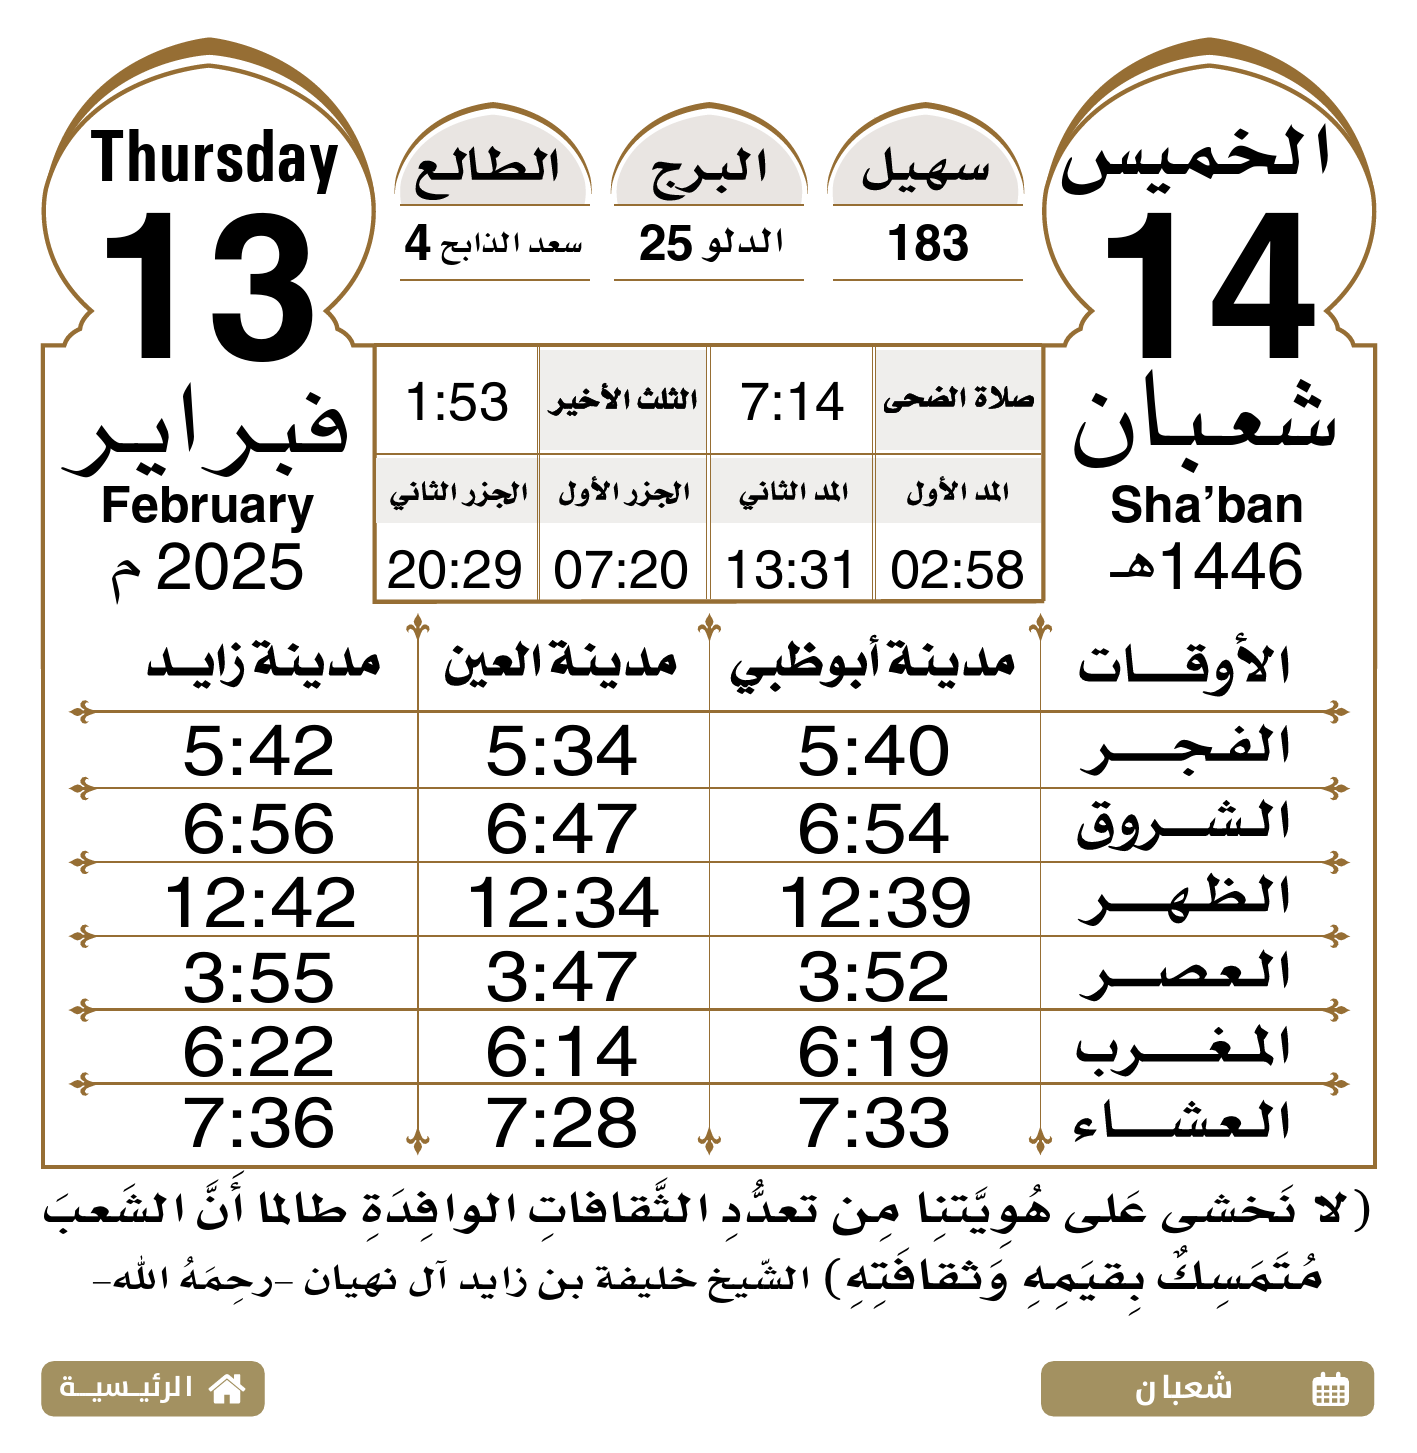 الخميس
14
شعبان
Sha’ban
1446هـ
سهيل
183
البرج
الدلو 25
الطالع
سعد الذابح 4
Thursday
13
فبراير
February
2025 م
صلاة الضحى 7:14 الثلث الأخير 1:53
المد الأول المد الثاني الجزر الأول الجزر الثاني
02:58 13:31 07:20 20:29
الأوقات مدينة أبوظبي مدينة العين مدينة زايد
الفجر 5:40 5:34 5:42
الشروق 6:54 6:47 6:56
الظهر 12:39 12:34 12:42
العصر 3:52 3:47 3:55
المغرب 6:19 6:14 6:22
العشاء 7:33 7:28 7:36
(لا نَخشى عَلى هُوِيَّتنِا مِن تعدُّدِ الثَّقافاتِ الوافِدَةِ طالما أَنَّ الشَعبَ
مُتَمَسِكٌ بِقيَمِهِ وَثقافَتِهِ) الشّيخ خليفة بن زايد آل نهيان –رحِمَهُ الله–
شعبان
الرئيسية